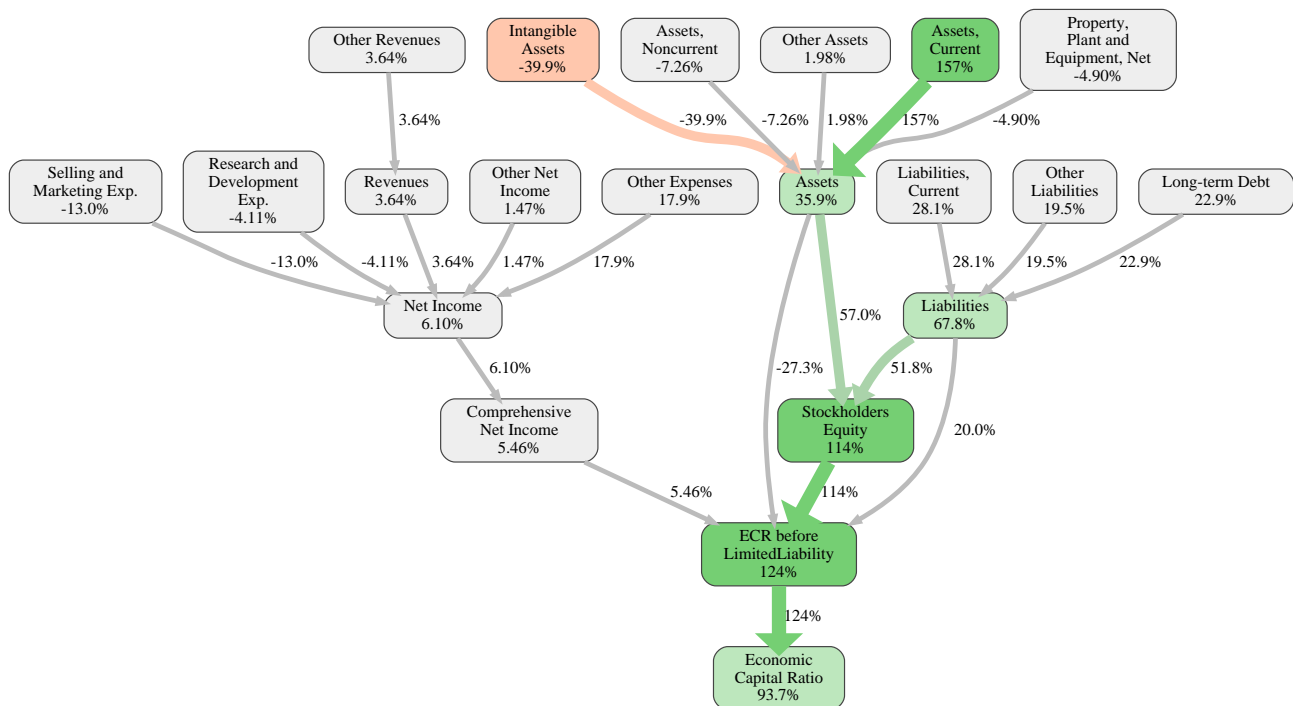 Other Revenues
3.64%
Intangible
Assets
-39.9%
Assets,
Noncurrent
-7.26%
Other Assets
1.98%
Assets,
Current
157%
Property,
Plant and
Equipment, Net
-4.90%
3.64%
-39.9%
-7.26%
1.98%
157%
-4.90%
Selling and
Marketing Exp.
-13.0%
Research and
Development
Exp.
-4.11%
Revenues
3.64%
Other Net
Income
1.47%
Other Expenses
17.9%
Assets
35.9%
Liabilities,
Current
28.1%
Other
Liabilities
19.5%
Long-term Debt
22.9%
-13.0%
-4.11%
3.64%
1.47%
17.9%
28.1%
19.5%
22.9%
Net Income
6.10%
57.0%
Liabilities
67.8%
6.10%
-27.3%
51.8%
20.0%
Comprehensive
Net Income
5.46%
Stockholders
Equity
114%
5.46%
114%
ECR before
LimitedLiability
124%
124%
Economic
Capital Ratio
93.7%